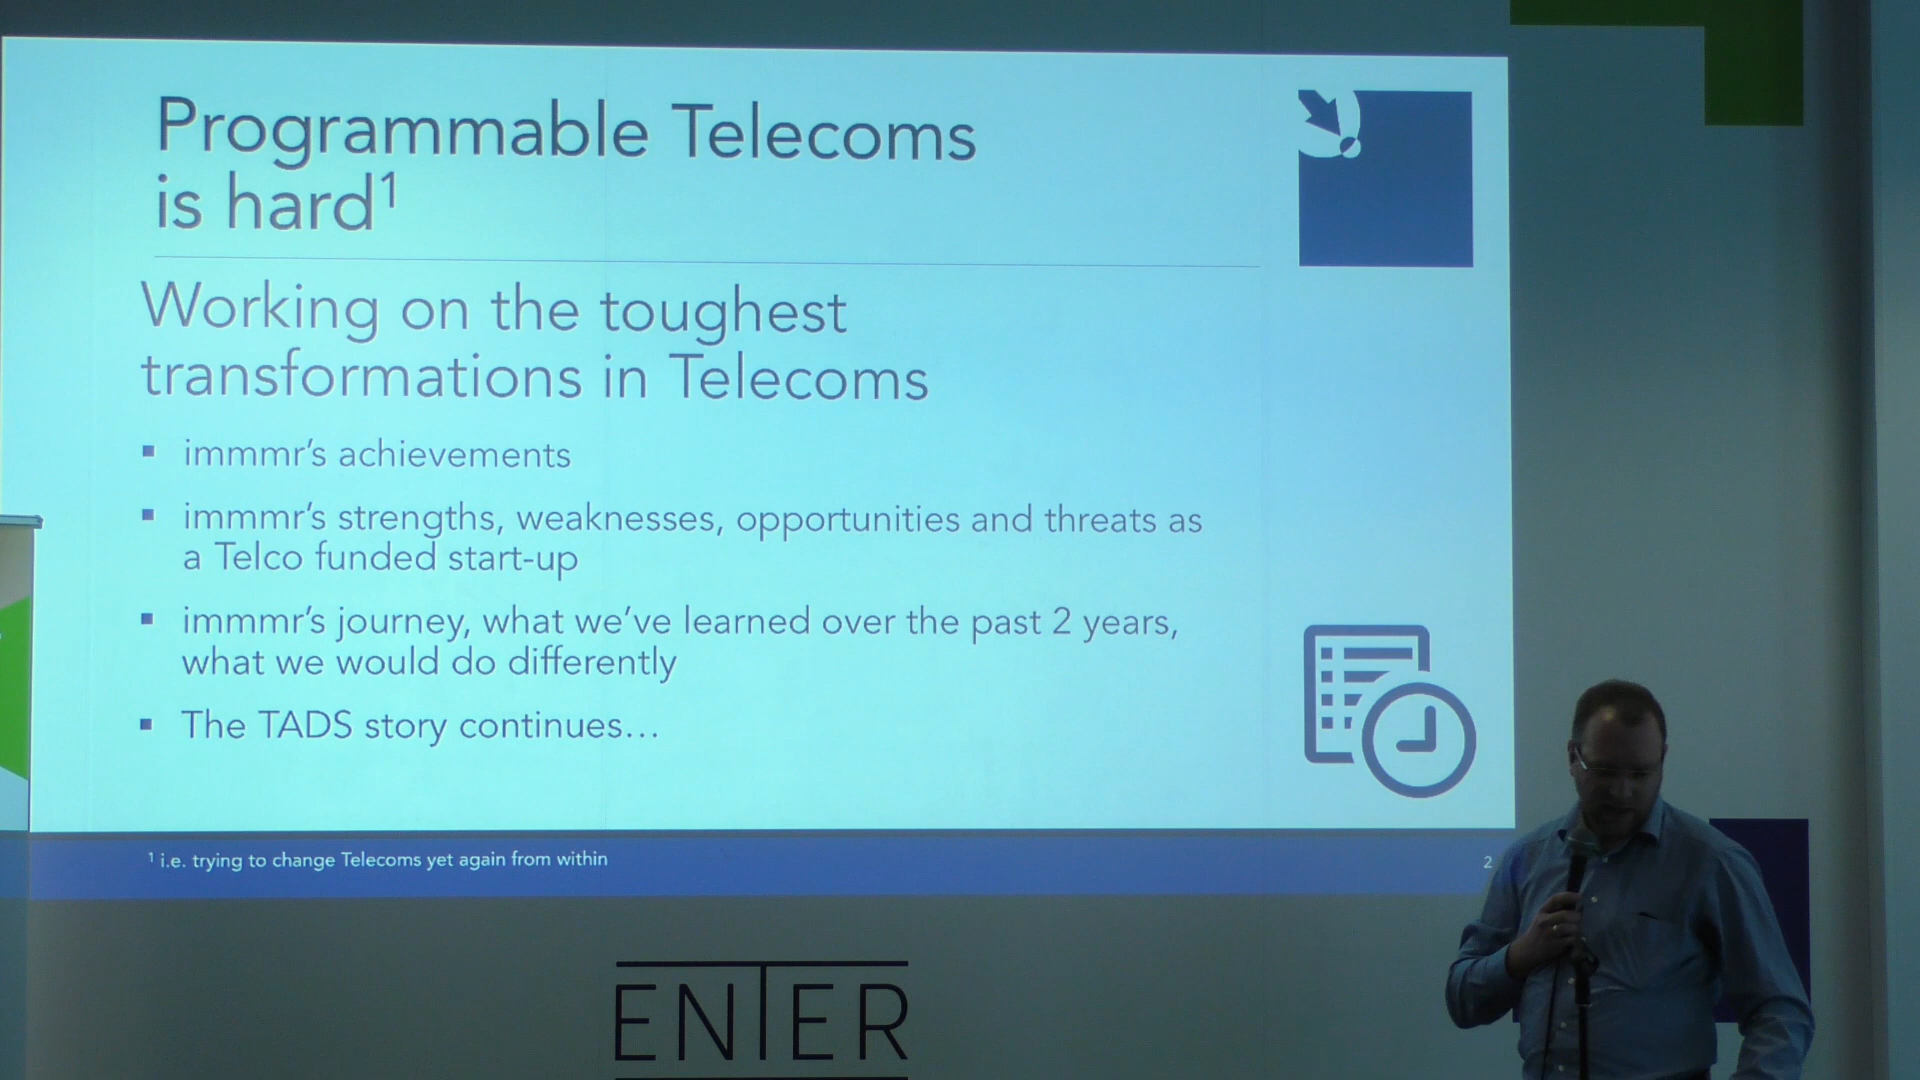 Programmable Telecoms
is hard¹
Working on the toughest
transformations in Telecoms
▪ immmr’s achievements
▪ immmr’s strengths, weaknesses, opportunities and threats as
a Telco funded start-up
▪ immmr’s journey, what we’ve learned over the past 2 years,
what we would do differently
▪ The TADS story continues…
¹ i.e. trying to change Telecoms yet again from within
2
ENTER